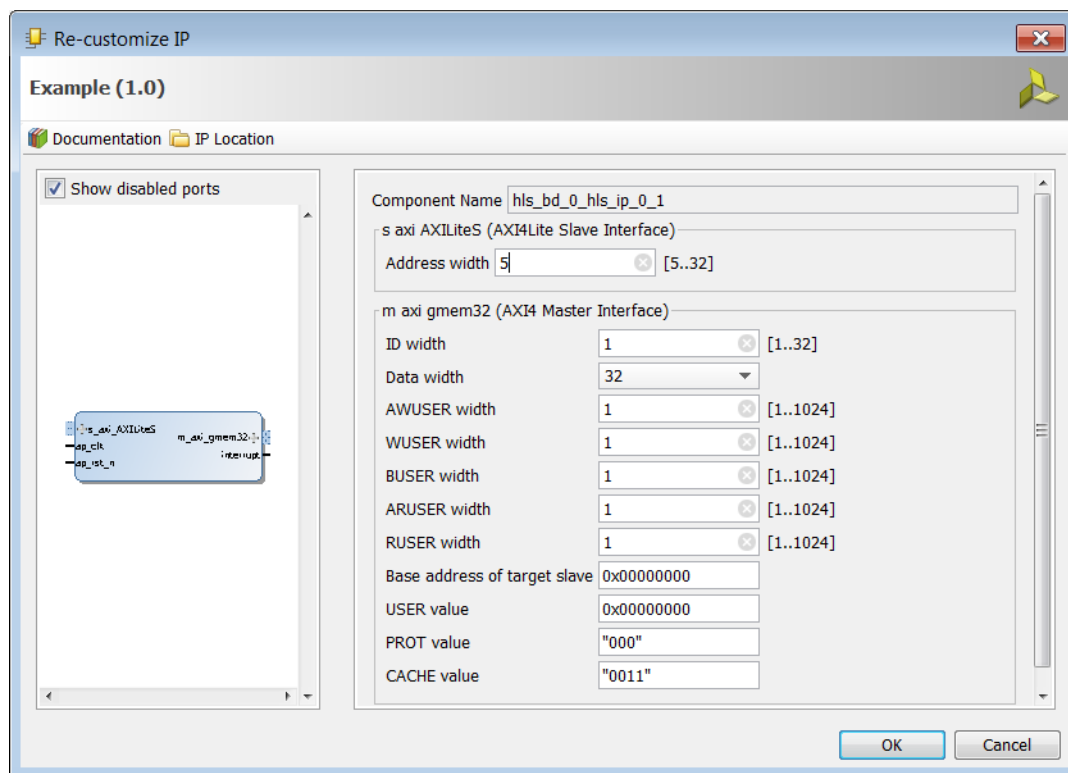 Re-customize IP
Example (1.0)
Documentation IP Location
Show disabled ports
s_axi_AXILiteS
ap_clk
ap_rst_n
m_axi_gmem32
interrupt
Component Name hls_bd_0_hls_ip_0_1
s axi AXILiteS (AXI4Lite Slave Interface)
Address width 5 [5..32]
m axi gmem32 (AXI4 Master Interface)
ID width 1 [1..32]
Data width 32
AWUSER width 1 [1..1024]
WUSER width 1 [1..1024]
BUSER width 1 [1..1024]
ARUSER width 1 [1..1024]
RUSER width 1 [1..1024]
Base address of target slave 0x00000000
USER value 0x00000000
PROT value "000"
CACHE value "0011"
OK Cancel